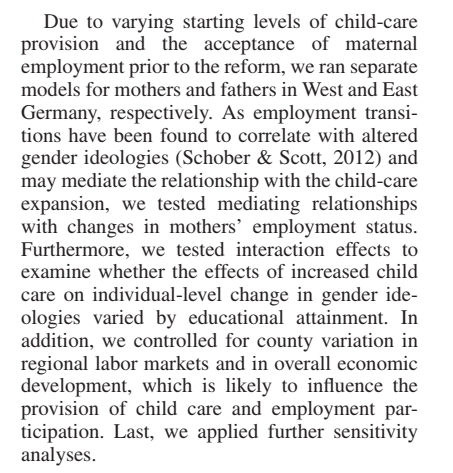 Due to varying starting levels of child-care
provision and the acceptance of maternal
employment prior to the reform, we ran separate
models for mothers and fathers in West and East
Germany, respectively. As employment transi-
tions have been found to correlate with altered
gender ideologies (Schober & Scott, 2012) and
may mediate the relationship with the child-care
expansion, we tested mediating relationships
with changes in mothers’ employment status.
Furthermore, we tested interaction effects to
examine whether the effects of increased child
care on individual-level change in gender ide-
ologies varied by educational attainment. In
addition, we controlled for county variation in
regional labor markets and in overall economic
development, which is likely to influence the
provision of child care and employment par-
ticipation. Last, we applied further sensitivity
analyses.